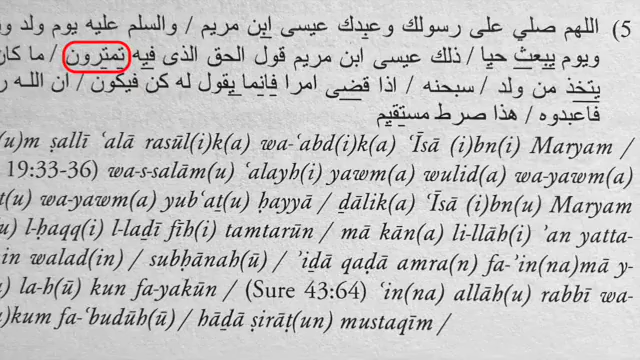 5) اللهم صلي على رسولك وعبدك عيسى ابن مريم / والسلم عليه يوم ولد و
ويوم يبعث حيا / ذلك عيسى ابن مريم قول الحق الذى فيه تمترون / ما كان
يتخذ من ولد / سبحنه / اذا قضى امرا فانما يقول له كن فيكون / ان الله ر
فاعبدوه / هذا صرط مستقيم
(u)m ṣallī ʿalā rasūl(i)k(a) wa-ʿabd(i)k(a) ʿĪsā (i)bn(i) Maryam /
19:33-36) wa-s-salām(u) ʿalayh(i) yawm(a) wulid(a) wa-yawm(a)
t(u) wa-yawm(a) yubʿaṯ(u) ḥayyā / ḏālik(a) ʿĪsā (i)bn(u) Maryam
(u) l-ḥaqq(i) l-laḏī fīh(i) tamtarūn / mā kān(a) li-llāh(i) ʾan yatta-
in walad(in) / subḥānah(ū) / ʾiḏā qaḍā amra(n) fa-ʾin(na)mā y-
(u) la-h(ū) kun fa-yakūn / (Sure 43:64) ʾin(na) allāh(u) rabbī wa-
)kum fa-ʿbudūh(ū) / hāḏā ṣirāṭ(un) mustaqīm /